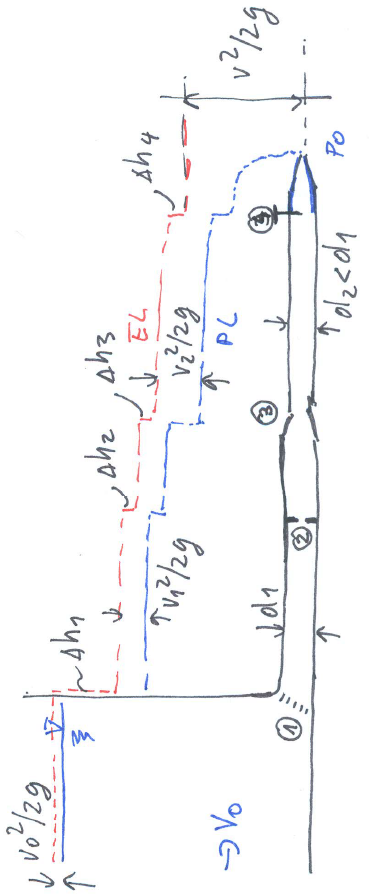 v0²/2g
∇
→V0
Δh1
①
d1
v1²/2g
Δh2
②
Δh3
③
EL
v2²/2g
PL
d2<d1
Δh4
④
v²/2g
P0